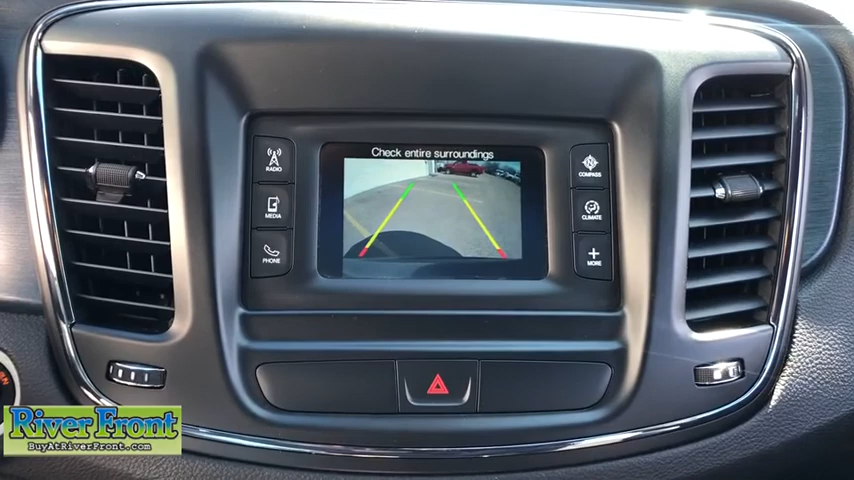 Check entire surroundings
RADIO
MEDIA
PHONE
N
COMPASS
CLIMATE
MORE
River Front
BuyAtRiverFront.com